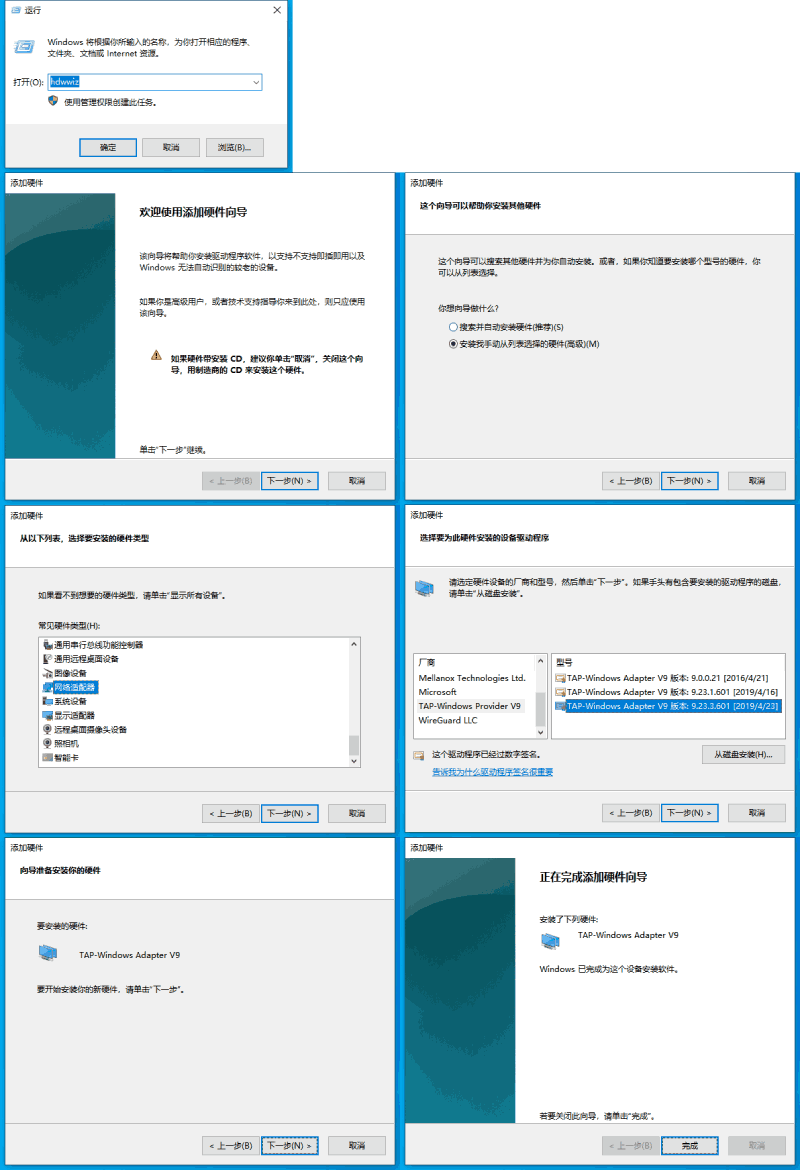 运行
Windows 将根据你所输入的名称，为你打开相应的程序、
文件夹、文档或 Internet 资源。
打开(O):
hdwwiz
使用管理权限创建此任务。
确定
取消
浏览(B)...
添加硬件
欢迎使用添加硬件向导
该向导将帮助你安装驱动程序软件，以支持不支持即插即用以及
Windows 无法自动识别的较老的设备。
如果你是高级用户，或者技术支持指导你来到此处，则只应使用
该向导。
如果硬件带安装 CD，建议你单击“取消”，关闭这个向
导，用制造商的 CD 来安装这个硬件。
单击“下一步”继续。
< 上一步(B)
下一步(N) >
取消
添加硬件
这个向导可以帮助你安装其他硬件
这个向导可以搜索其他硬件并为你自动安装。或者，如果你知道要安装哪个型号的硬件，你
可以从列表选择。
你想向导做什么?
搜索并自动安装硬件(推荐)(S)
安装我手动从列表选择的硬件(高级)(M)
< 上一步(B)
下一步(N) >
取消
添加硬件
从以下列表，选择要安装的硬件类型
如果看不到想要的硬件类型，请单击“显示所有设备”。
常见硬件类型(H):
通用串行总线功能控制器
通用远程桌面设备
图像设备
网络适配器
系统设备
显示适配器
远程桌面摄像头设备
照相机
智能卡
< 上一步(B)
下一步(N) >
取消
添加硬件
选择要为此硬件安装的设备驱动程序
请选定硬件设备的厂商和型号，然后单击“下一步”。如果手头有包含要安装的驱动程序的磁盘，
请单击“从磁盘安装”。
厂商
Mellanox Technologies Ltd.
Microsoft
TAP-Windows Provider V9
WireGuard LLC
型号
TAP-Windows Adapter V9 版本: 9.0.0.21 [2016/4/21]
TAP-Windows Adapter V9 版本: 9.23.1.601 [2019/4/16]
TAP-Windows Adapter V9 版本: 9.23.3.601 [2019/4/23]
这个驱动程序已经过数字签名。
从磁盘安装(H)...
告诉我为什么驱动程序签名很重要
< 上一步(B)
下一步(N) >
取消
添加硬件
向导准备安装你的硬件
要安装的硬件:
TAP-Windows Adapter V9
要开始安装你的新硬件，请单击“下一步”。
< 上一步(B)
下一步(N) >
取消
添加硬件
正在完成添加硬件向导
安装了下列硬件:
TAP-Windows Adapter V9
Windows 已完成为这个设备安装软件。
若要关闭此向导，请单击“完成”。
< 上一步(B)
完成
取消